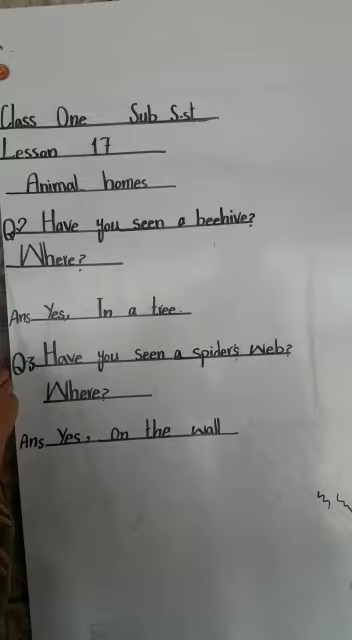 Class One Sub S.st
Lesson 17
Animal homes
Q2 Have you seen a beehive?
Where?
Ans Yes, In a tree.
Q3 Have you seen a spider's web?
Where?
Ans Yes, on the wall